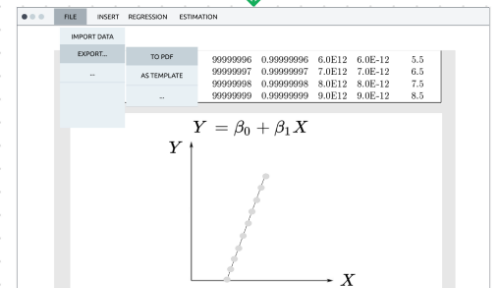 FILE INSERT REGRESSION ESTIMATION
IMPORT DATA
EXPORT...
...
TO PDF
AS TEMPLATE
...
99999996 0.99999996 6.0E12 6.0E-12 5.5
99999997 0.99999997 7.0E12 7.0E-12 6.5
99999998 0.99999998 8.0E12 8.0E-12 7.5
99999999 0.99999999 9.0E12 9.0E-12 8.5
Y = β₀ + β₁X
Y
X